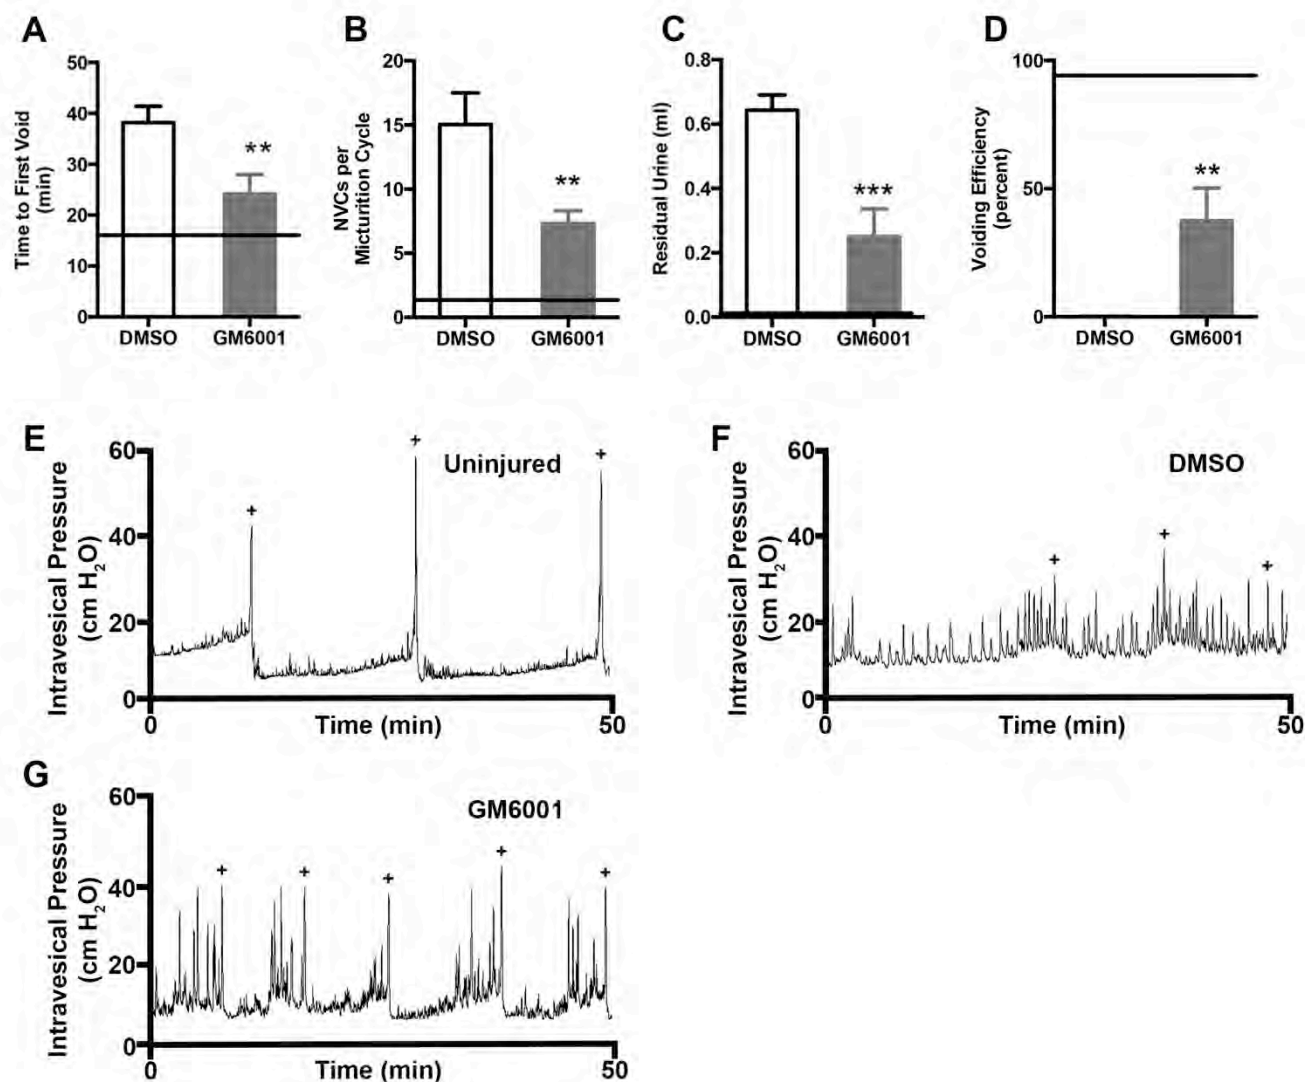 A
Time to First Void
(min)
50
40
30
20
10
0
**
DMSO
GM6001
B
NVCs per
Micturition Cycle
20
15
10
5
0
**
DMSO
GM6001
C
Residual Urine (ml)
0.8
0.6
0.4
0.2
0.0
***
DMSO
GM6001
D
Voiding Efficiency
(percent)
100
50
0
**
DMSO
GM6001
E
Intravesical Pressure
(cm H₂O)
60
40
20
0
Uninjured
+
+
+
0
Time (min)
50
F
Intravesical Pressure
(cm H₂O)
60
40
20
0
DMSO
+
+
+
0
Time (min)
50
G
Intravesical Pressure
(cm H₂O)
60
40
20
0
GM6001
+
+
+
+
+
0
Time (min)
50